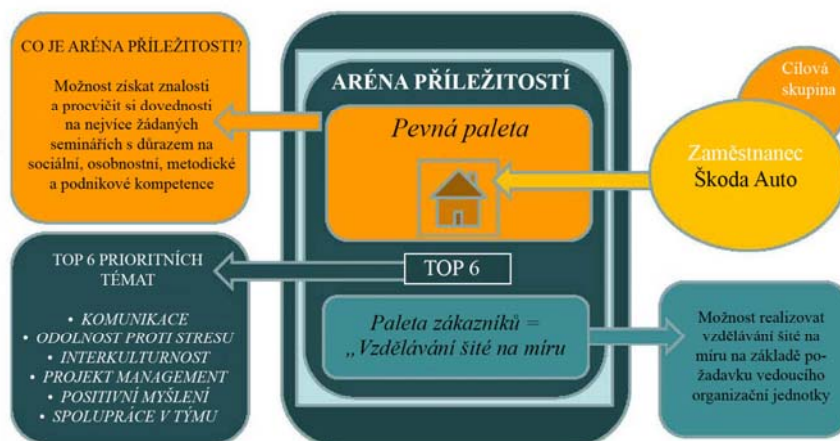 CO JE ARÉNA PŘÍLEŽITOSTI?
Možnost získat znalosti
a procvičit si dovednosti
na nejvíce žádaných
seminářích s důrazem na
sociální, osobnostní, metodické
a podnikové kompetence
TOP 6 PRIORITNÍCH
TÉMAT
• KOMUNIKACE
• ODOLNOST PROTI STRESU
• INTERKULTURNOST
• PROJEKT MANAGEMENT
• POSITIVNÍ MYŠLENÍ
• SPOLUPRÁCE V TÝMU
ARÉNA PŘÍLEŽITOSTÍ
Pevná paleta
TOP 6
Paleta zákazníků =
„Vzdělávání šité na míru
Cílová
skupina
Zaměstnanec
Škoda Auto
Možnost realizovat
vzdělávání šité na
míru na základě po-
žadavku vedoucího
organizační jednotky